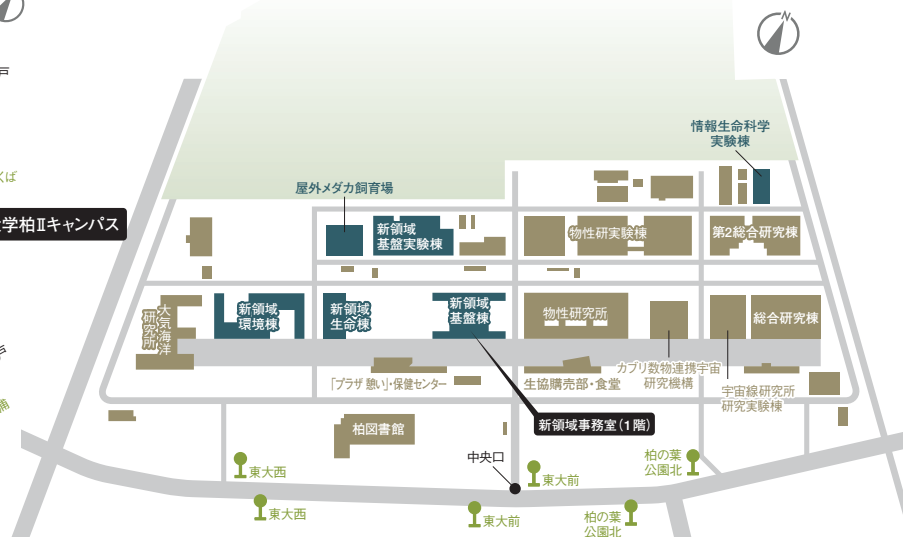 N
戸
くば
学柏Ⅱキャンパス
情報生命科学
実験棟
屋外メダカ飼育場
新領域
基盤実験棟
物性研実験棟
第2総合研究棟
大気海洋
研究所
新領域
環境棟
新領域
生命棟
新領域
基盤棟
物性研究所
総合研究棟
「プラザ 憩い」・保健センター
生協購売部・食堂
カブリ数物連携宇宙
研究機構
宇宙線研究所
研究実験棟
柏図書館
新領域事務室(1階)
中央口
東大西
東大西
東大前
東大前
柏の葉
公園北
柏の葉
公園北